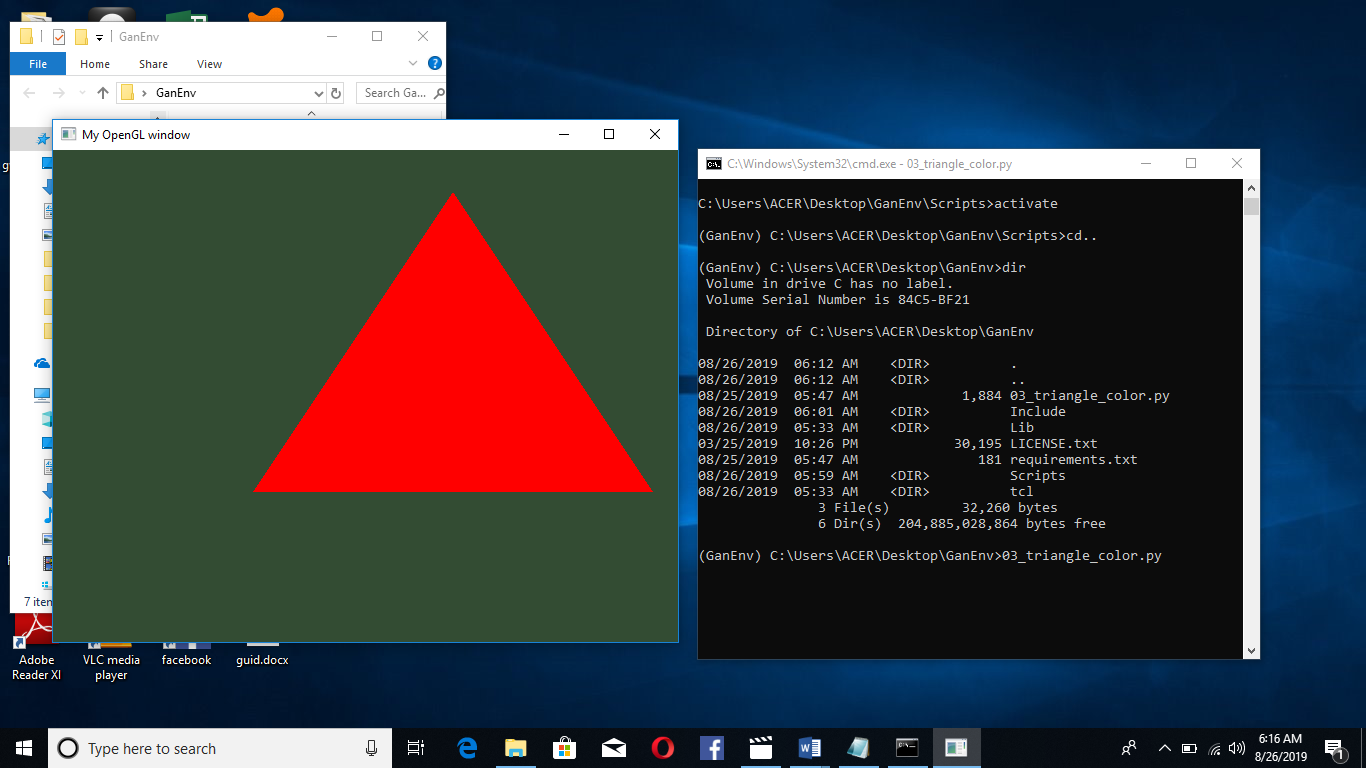 GanEnv
File Home Share View
GanEnv
Search Ga...
My OpenGL window
7 iten
Adobe
Reader XI
VLC media
player
facebook
guid.docx
C:\Windows\System32\cmd.exe - 03_triangle_color.py
C:\Users\ACER\Desktop\GanEnv\Scripts>activate
(GanEnv) C:\Users\ACER\Desktop\GanEnv\Scripts>cd..
(GanEnv) C:\Users\ACER\Desktop\GanEnv>dir
Volume in drive C has no label.
Volume Serial Number is 84C5-BF21
Directory of C:\Users\ACER\Desktop\GanEnv
08/26/2019 06:12 AM <DIR> .
08/26/2019 06:12 AM <DIR> ..
08/25/2019 05:47 AM 1,884 03_triangle_color.py
08/26/2019 06:01 AM <DIR> Include
08/26/2019 05:33 AM <DIR> Lib
03/25/2019 10:26 PM 30,195 LICENSE.txt
08/25/2019 05:47 AM 181 requirements.txt
08/26/2019 05:59 AM <DIR> Scripts
08/26/2019 05:33 AM <DIR> tcl
3 File(s) 32,260 bytes
6 Dir(s) 204,885,028,864 bytes free
(GanEnv) C:\Users\ACER\Desktop\GanEnv>03_triangle_color.py
Type here to search
6:16 AM
8/26/2019
1